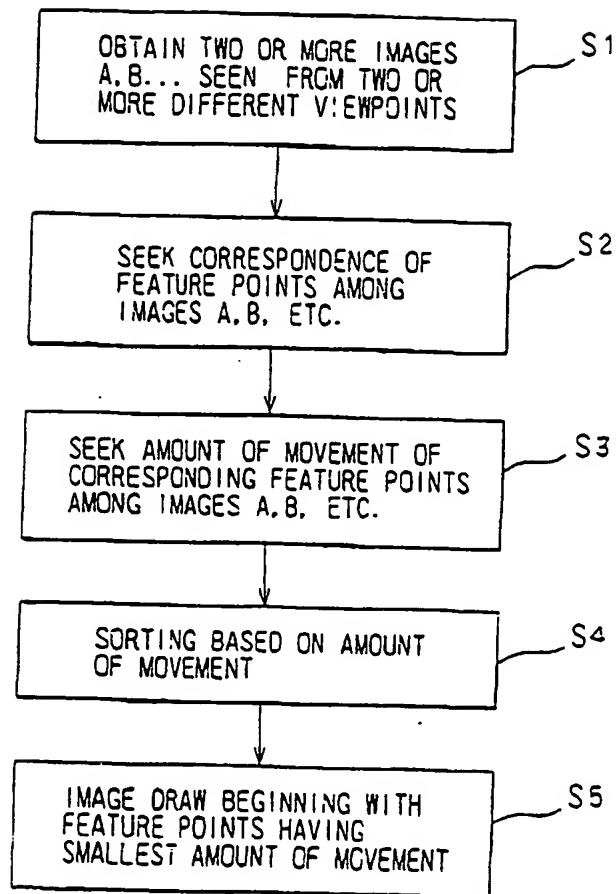 OBTAIN TWO OR MORE IMAGES
A.B... SEEN FROM TWO OR
MORE DIFFERENT VIEWPOINTS
S1
SEEK CORRESPONDENCE OF
FEATURE POINTS AMONG
IMAGES A.B. ETC.
S2
SEEK AMOUNT OF MOVEMENT OF
CORRESPONDING FEATURE POINTS
AMONG IMAGES A.B. ETC.
S3
SORTING BASED ON AMOUNT
OF MOVEMENT
S4
IMAGE DRAW BEGINNING WITH
FEATURE POINTS HAVING
SMALLEST AMOUNT OF MOVEMENT
S5